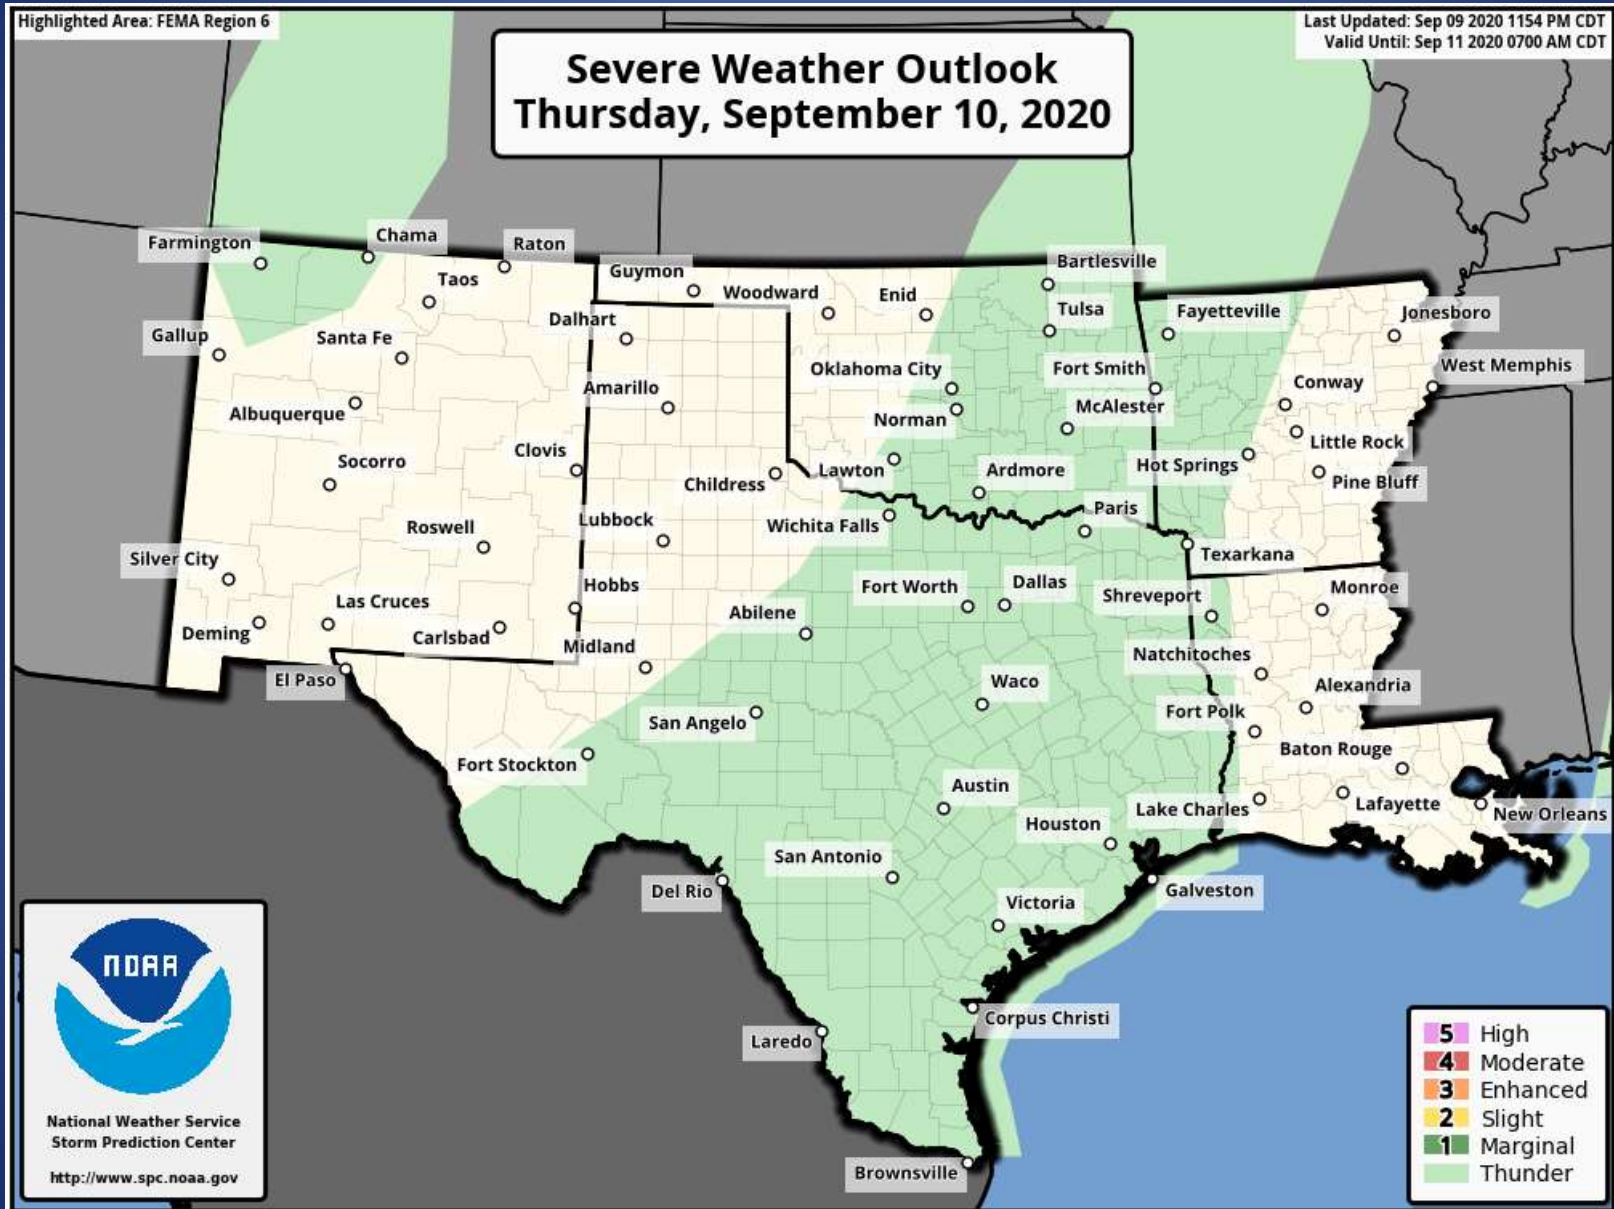 Highlighted Area: FEMA Region 6
Last Updated: Sep 09 2020 1154 PM CDT
Valid Until: Sep 11 2020 0700 AM CDT
Severe Weather Outlook
Thursday, September 10, 2020
Farmington
Chama
Raton
Taos
Guymon
Woodward
Enid
Bartlesville
Tulsa
Fayetteville
Jonesboro
Gallup
Santa Fe
Dalhart
Oklahoma City
Fort Smith
West Memphis
Albuquerque
Amarillo
Norman
McAlester
Conway
Little Rock
Socorro
Clovis
Childress
Lawton
Ardmore
Hot Springs
Pine Bluff
Roswell
Lubbock
Wichita Falls
Paris
Texarkana
Silver City
Las Cruces
Hobbs
Fort Worth
Dallas
Shreveport
Monroe
Deming
Carlsbad
Midland
Abilene
Natchitoches
El Paso
San Angelo
Waco
Fort Polk
Alexandria
Fort Stockton
Baton Rouge
Austin
Houston
Lake Charles
Lafayette
New Orleans
San Antonio
Del Rio
Victoria
Galveston
Laredo
Corpus Christi
Brownsville
NOAA
National Weather Service
Storm Prediction Center
http://www.spc.noaa.gov
5 High
4 Moderate
3 Enhanced
2 Slight
1 Marginal
Thunder